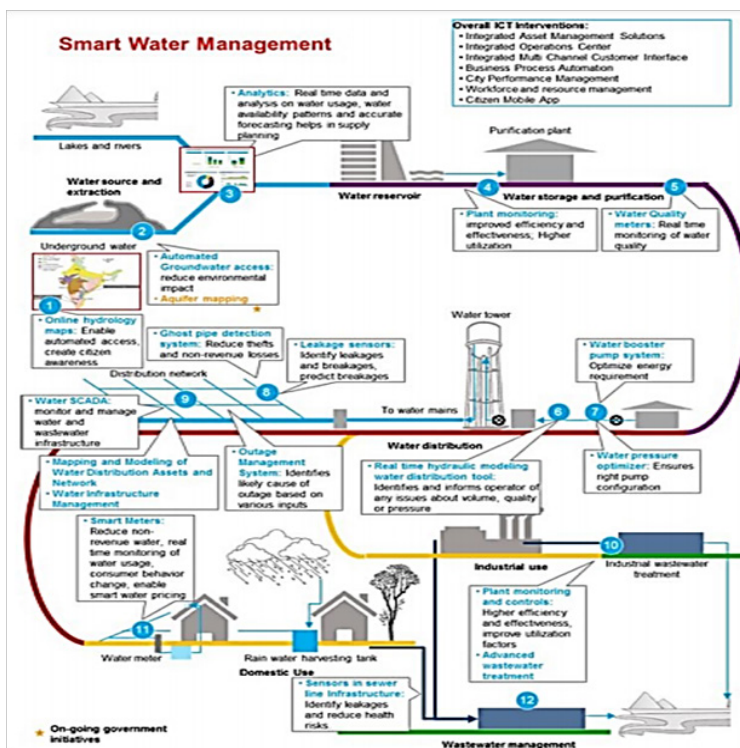 Smart Water Management
Overall ICT Interventions:
• Integrated Asset Management Solutions
• Integrated Operations Center
• Integrated Multi Channel Customer Interface
• Business Process Automation
• City Performance Management
• Workforce and resource management
• Citizen Mobile App
• Analytics: Real time data and
analysis on water usage, water
availability patterns and accurate
forecasting helps in supply
planning
Lakes and rivers
Purification plant
Water source and
extraction
3
Water reservoir
4
Water storage and purification
5
2
• Plant monitoring:
improved efficiency and
effectiveness; Higher
utilization
• Water Quality
meters: Real time
monitoring of water
quality
Underground water
• Automated
Groundwater access:
reduce environmental
impact
• Aquifer mapping
1
• Online hydrology
maps: Enable
automated access,
create citizen
awareness.
• Ghost pipe detection
system: Reduce thefts
and non-revenue losses
• Leakage sensors:
Identify leakages
and breakages,
predict breakages
Water tower
• Water booster
pump system:
Optimize energy
requirement
Distribution network
8
9
• Water SCADA:
monitor and manage
water and
wastewater
infrastructure
To water mains
6
7
Water distribution
• Mapping and Modeling of
Water Distribution Assets and
Network
• Water Infrastructure
Management
• Outage
Management
System: Identifies
likely cause of
outage based on
various inputs
• Real time hydraulic modeling
water distribution tool:
Identifies and informs operator of
any issues about volume, quality
or pressure
• Water pressure
optimizer: Ensures
right pump
configuration
• Smart Meters:
Reduce non-
revenue water, real
time monitoring of
water usage,
consumer behavior
change, enable
smart water pricing
10
Industrial use
Industrial wastewater
treatment
• Plant monitoring
and controls:
Higher efficiency
and effectiveness,
improve utilization
factors
• Advanced
wastewater
treatment
11
Water meter
Rain water harvesting tank
Domestic Use
• Sensors in sewer
line Infrastructure:
Identify leakages
and reduce health
risks.
12
Wastewater management
★ On-going government
initiatives